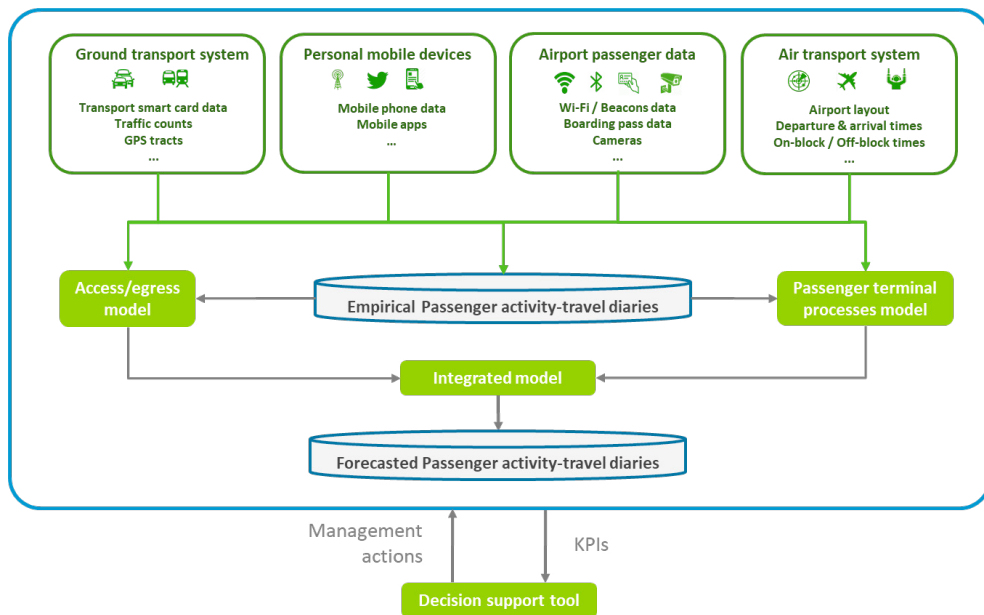 Ground transport system
Transport smart card data
Traffic counts
GPS tracts
...
Personal mobile devices
Mobile phone data
Mobile apps
...
Airport passenger data
Wi-Fi / Beacons data
Boarding pass data
Cameras
...
Air transport system
Airport layout
Departure & arrival times
On-block / Off-block times
...
Access/egress
model
Empirical Passenger activity-travel diaries
Passenger terminal
processes model
Integrated model
Forecasted Passenger activity-travel diaries
Management
actions
KPIs
Decision support tool